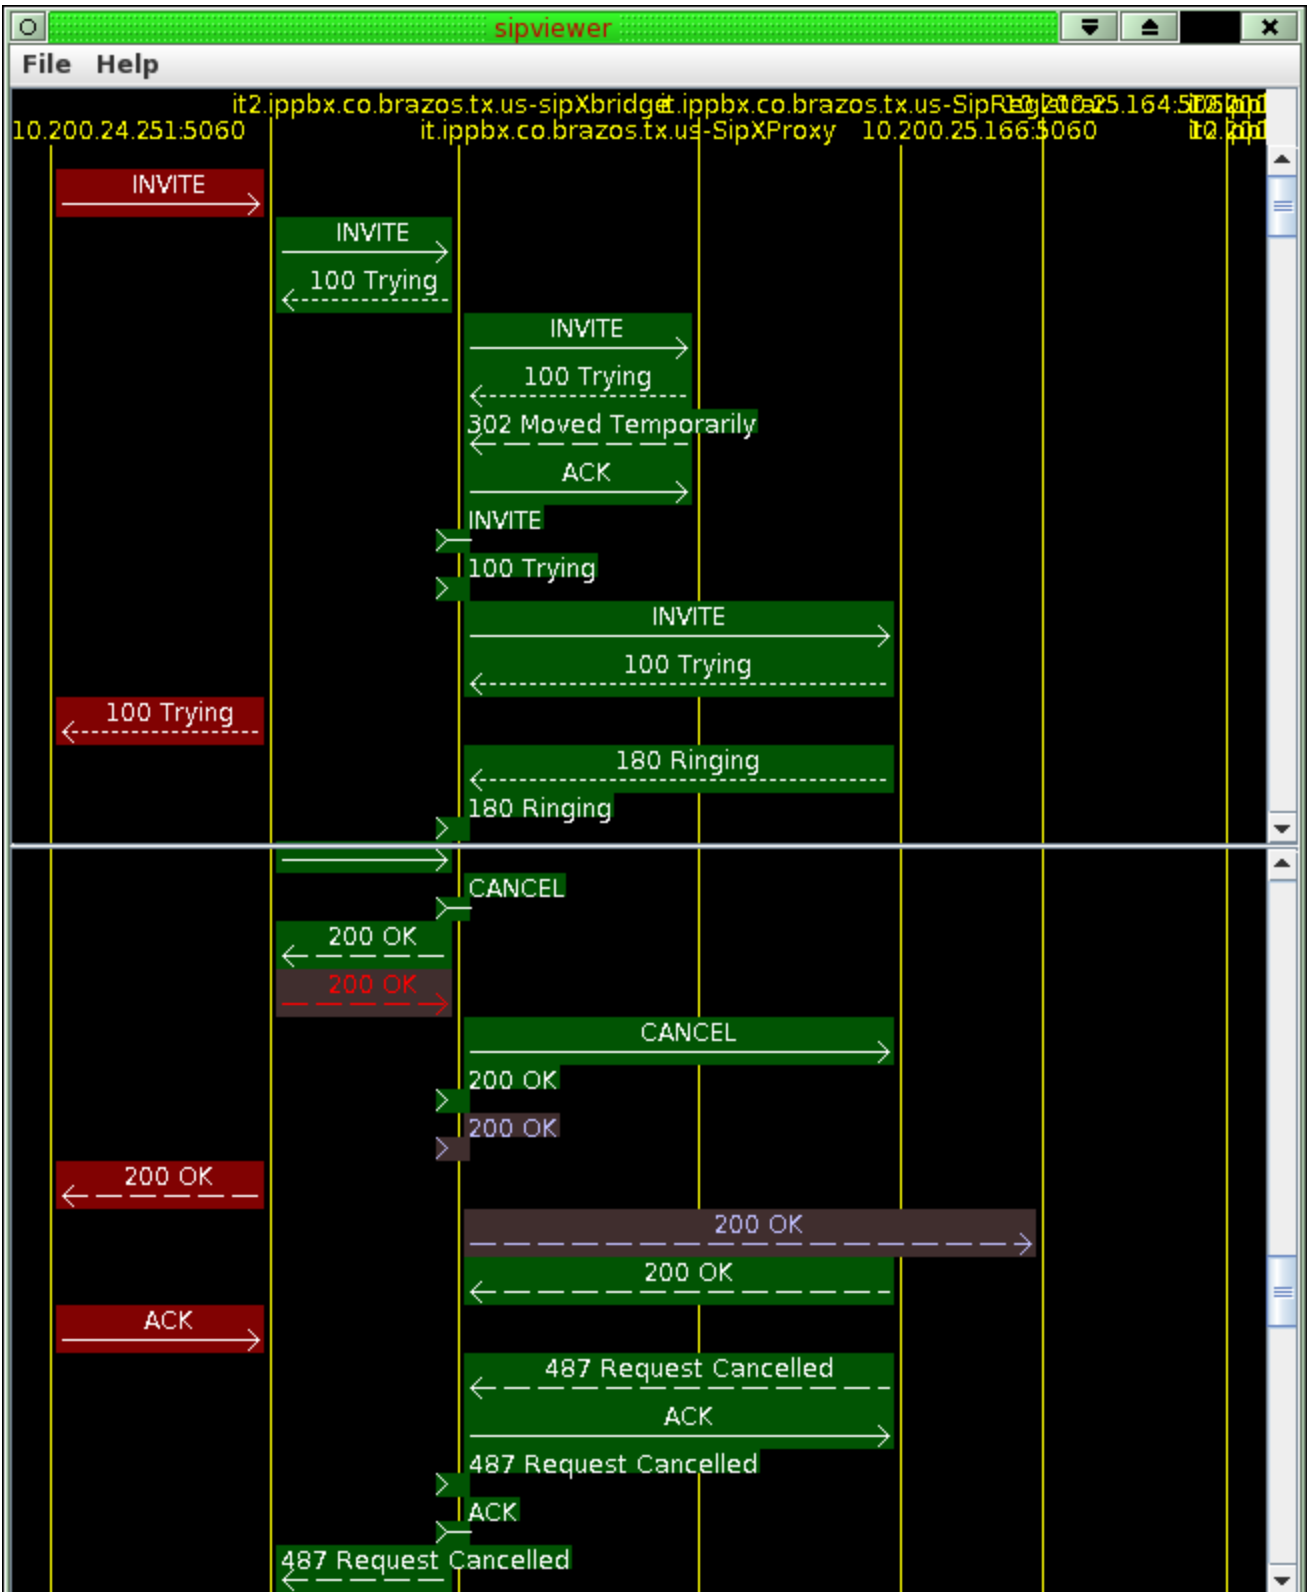 sipviewer
File Help
it2.ippbx.co.brazos.tx.us-sipXbridge
10.200.24.251:5060 it.ippbx.co.brazos.tx.us-SipXProxy 10.200.25.166:5060
INVITE
INVITE
100 Trying
INVITE
100 Trying
302 Moved Temporarily
ACK
INVITE
100 Trying
INVITE
100 Trying
100 Trying
180 Ringing
180 Ringing
CANCEL
200 OK
200 OK
CANCEL
200 OK
200 OK
200 OK
200 OK
200 OK
ACK
487 Request Cancelled
ACK
487 Request Cancelled
ACK
487 Request Cancelled